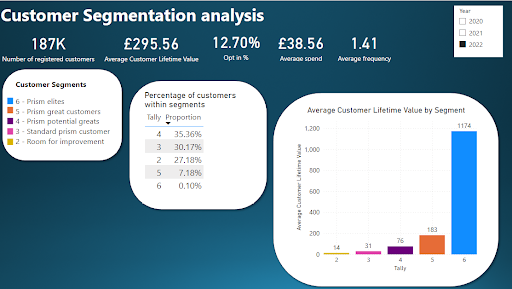 Customer Segmentation analysis
Year
2020
2021
2022
187K
Number of registered customers
£295.56
Average Customer Lifetime Value
12.70%
Opt in %
£38.56
Average spend
1.41
Average frequency
Customer Segments
6 - Prism elites
5 - Prism great customers
4 - Prism potential greats
3 - Standard prism customer
2 - Room for improvement
Percentage of customers
within segments
Tally Proportion
4 35.36%
3 30.17%
2 27.18%
5 7.18%
6 0.10%
Average Customer Lifetime Value by Segment
Average Customer Lifetime Value
1,200
1,000
800
600
400
200
0
14
31
76
183
1174
2 3 4 5 6
Tally